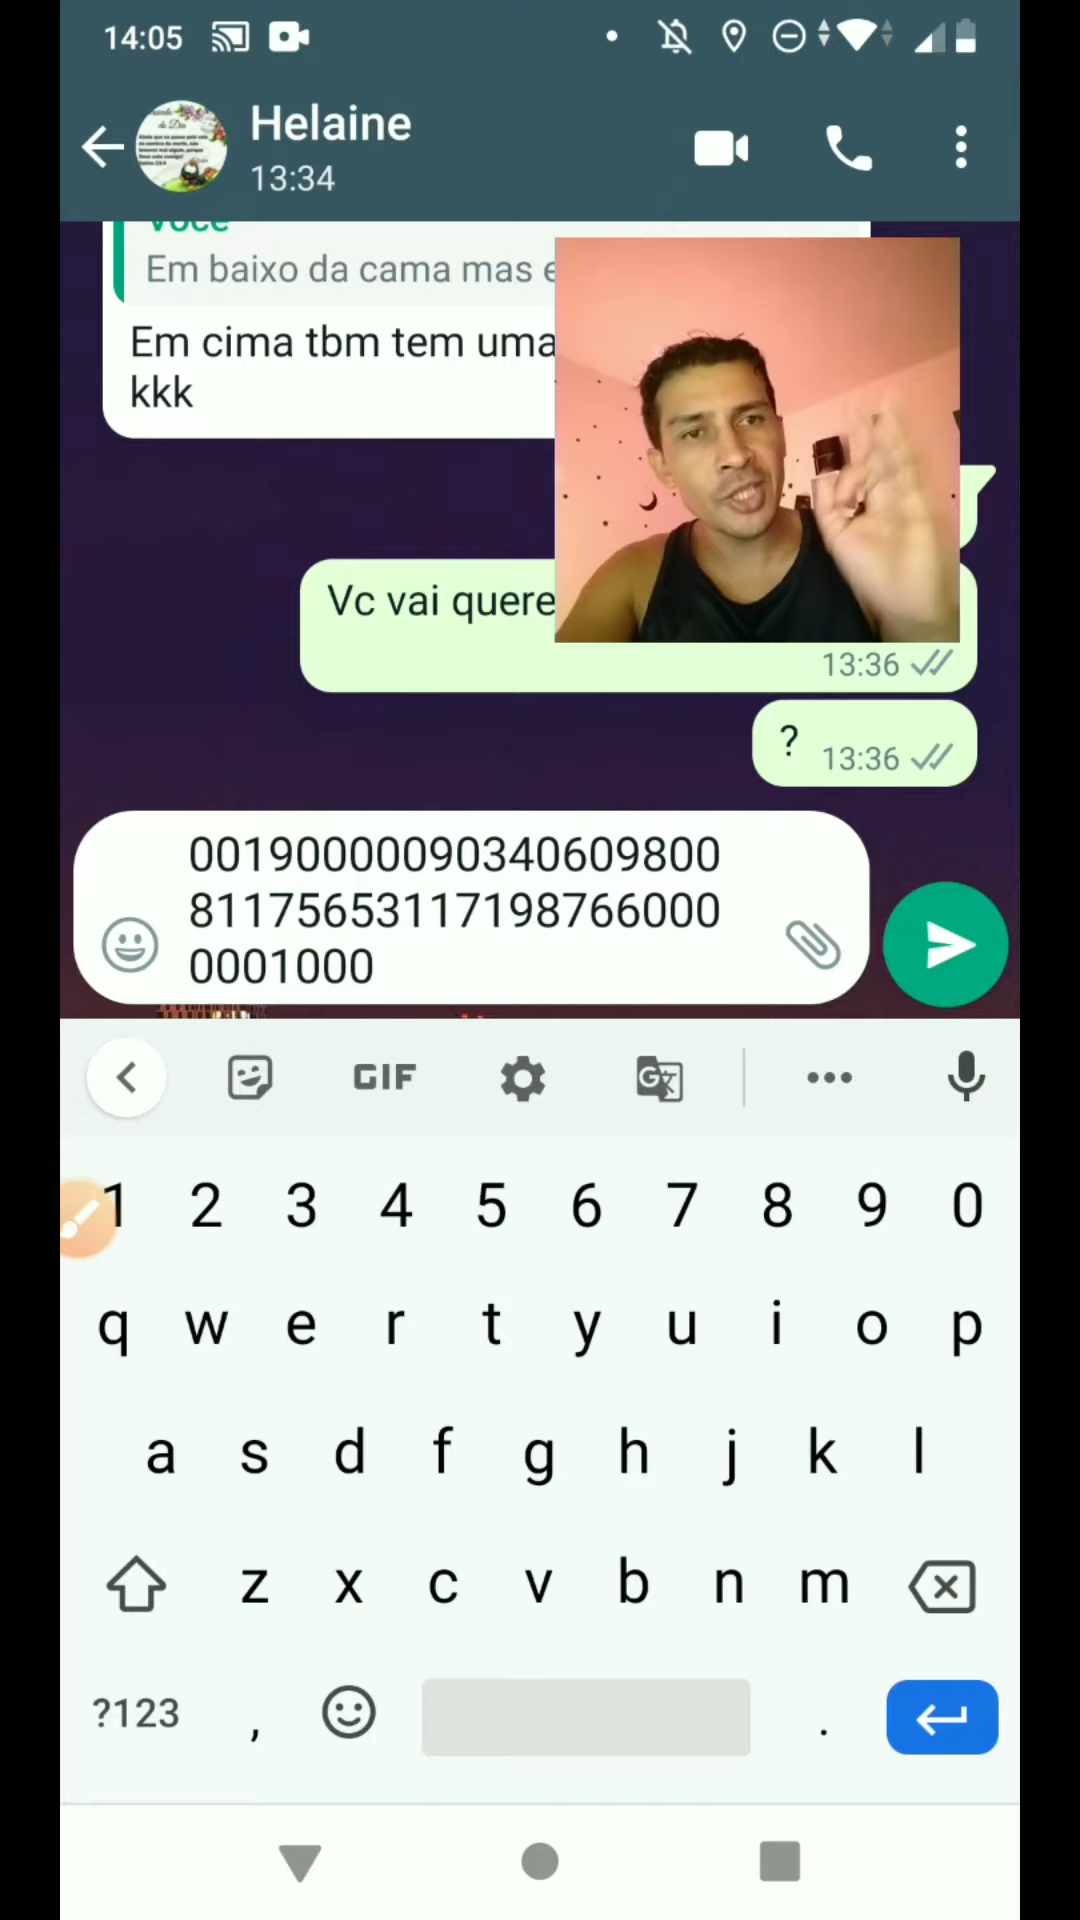 14:05
Helaine
13:34
Você
Em baixo da cama mas
Em cima tbm tem uma
kkk
Vc vai quere
13:36
? 13:36
00190000090340609800
81175653117198766000
0001000
GIF
1 2 3 4 5 6 7 8 9 0
q w e r t y u i o p
a s d f g h j k l
z x c v b n m
?123 , .